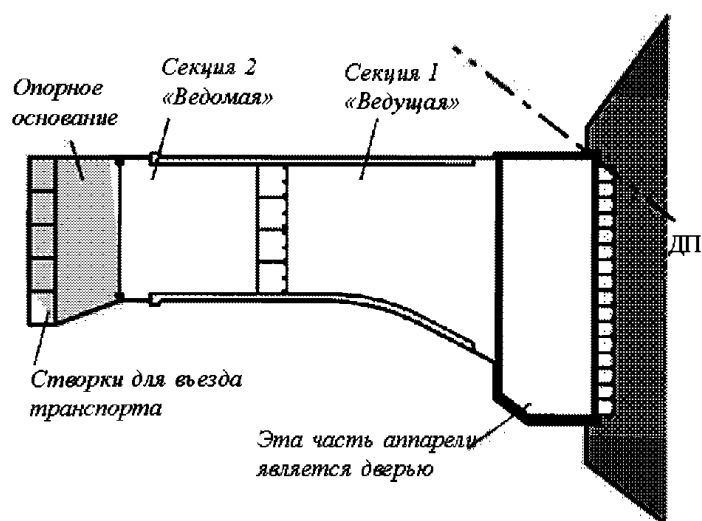 Опорное
основание
Секция 2
«Ведомая»
Секция 1
«Ведущая»
ДП
Створки для въезда
транспорта
Эта часть аппарели
является дверью